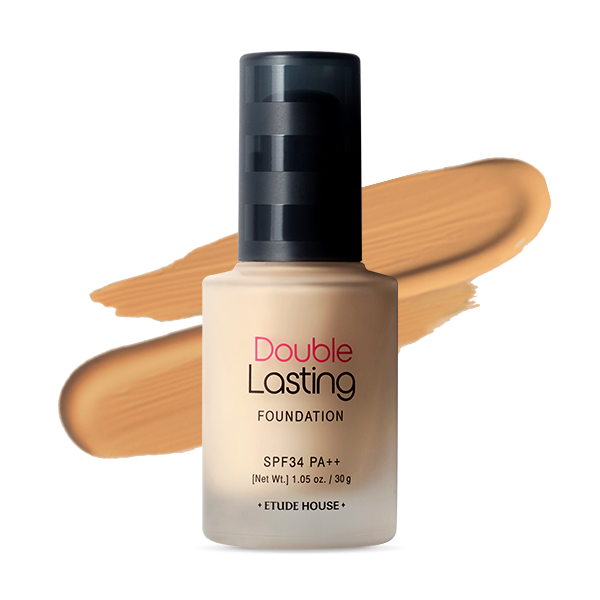 Double
Lasting
FOUNDATION
SPF34 PA++
[Net Wt.] 1.05 oz. / 30 g
ETUDE HOUSE